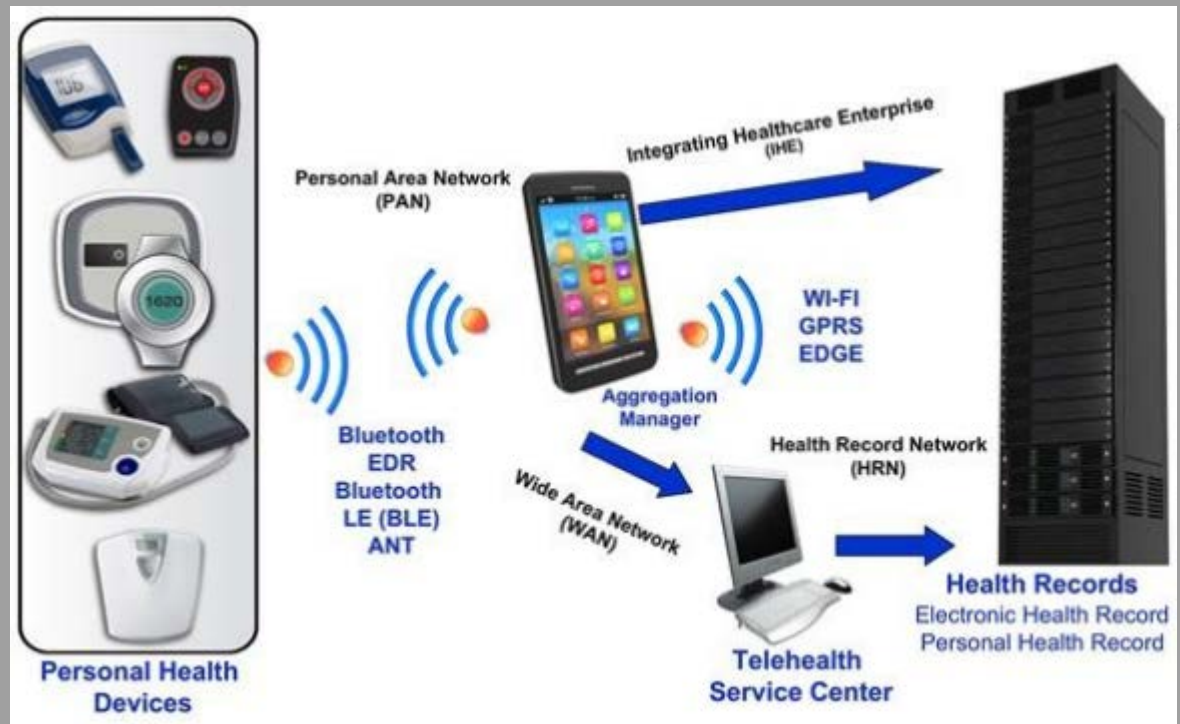 106
1620
Personal Health
Devices
Personal Area Network
(PAN)
Bluetooth
EDR
Bluetooth
LE (BLE)
ANT
Integrating Healthcare Enterprise
(IHE)
WI-FI
GPRS
EDGE
Aggregation
Manager
Wide Area Network
(WAN)
Health Record Network
(HRN)
Telehealth
Service Center
Health Records
Electronic Health Record
Personal Health Record